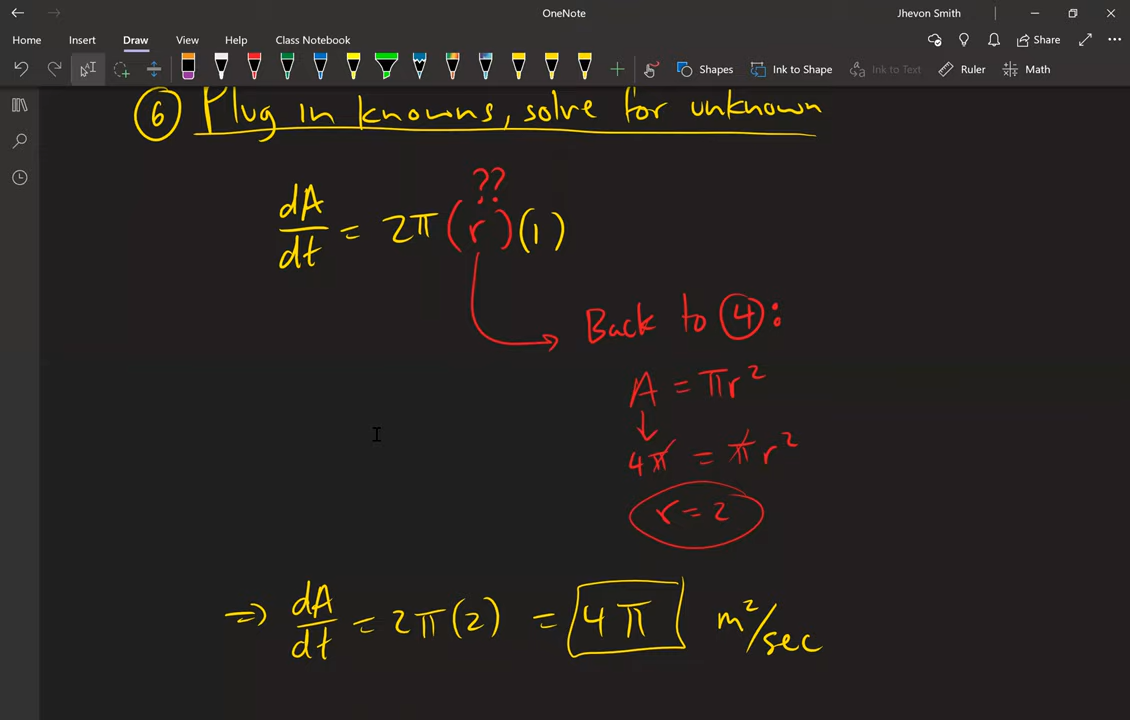 OneNote
Jhevon Smith
Home Insert Draw View Help Class Notebook
Share
Shapes Ink to Shape Ink to Text Ruler Math
⑥ Plug in knowns, solve for unknown
??
dA/dt = 2π(r)(1)
Back to ④:
A = πr²
4π = πr²
r = 2
⇒ dA/dt = 2π(2) = 4π m²/sec